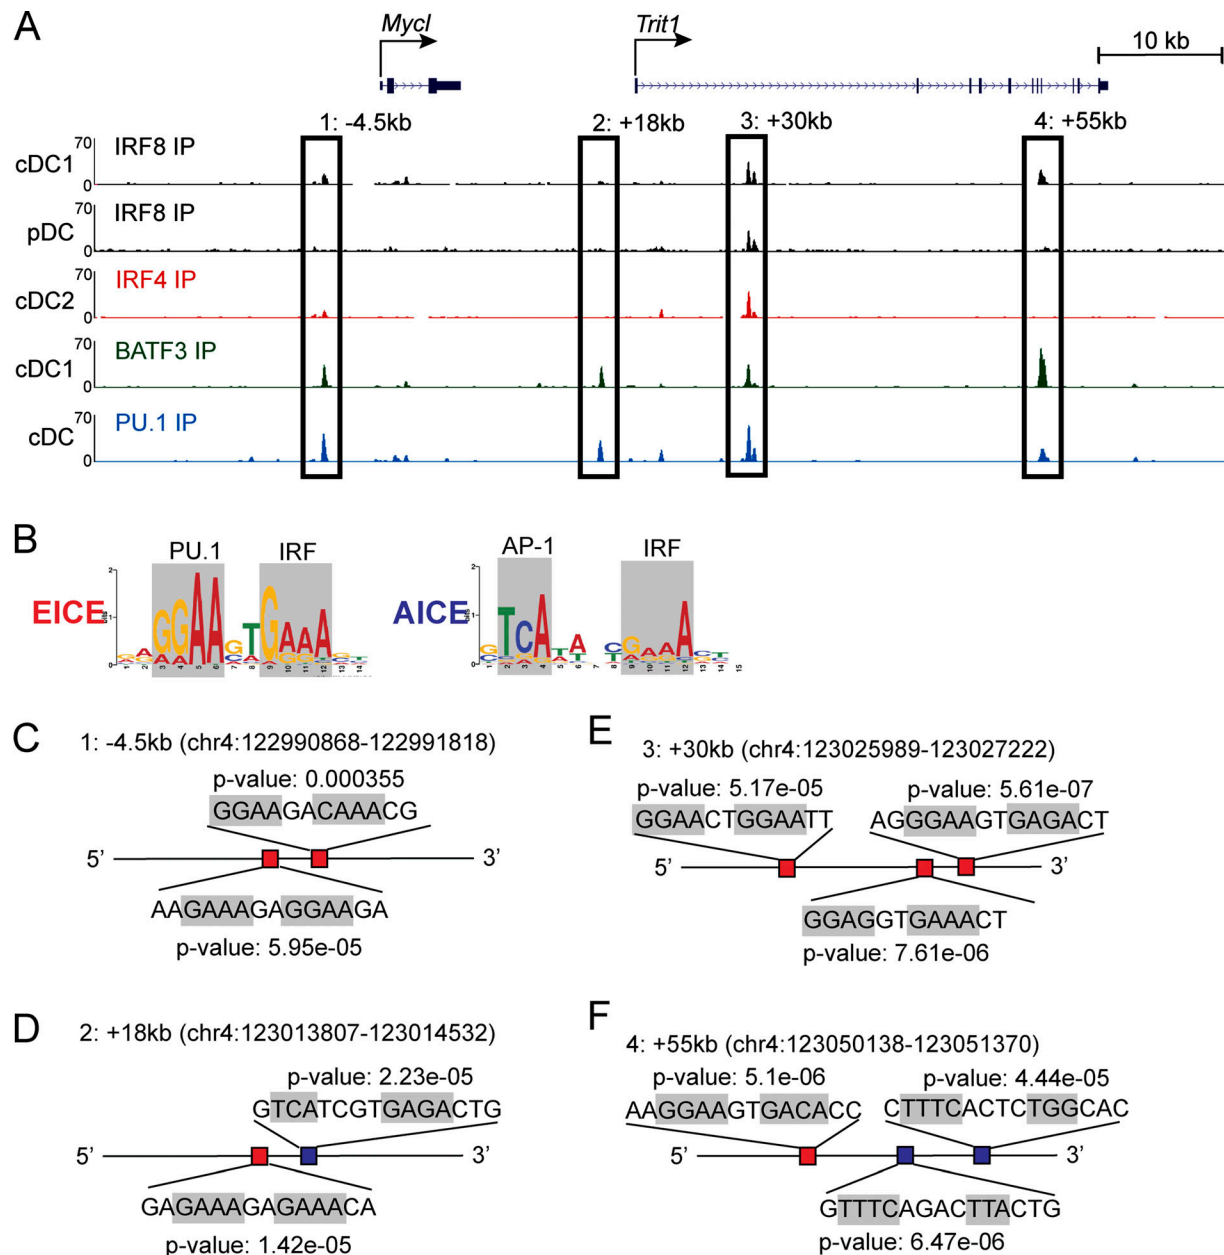 A
Mycl
Trit1
10 kb
1: -4.5kb
2: +18kb
3: +30kb
4: +55kb
cDC1
70
0
IRF8 IP
pDC
70
0
IRF8 IP
cDC2
70
0
IRF4 IP
cDC1
70
0
BATF3 IP
cDC
70
0
PU.1 IP
B
PU.1
IRF
AP-1
IRF
EICE
AICE
C
1: -4.5kb (chr4:122990868-122991818)
p-value: 0.000355
GGAAGACAAACG
5’
3’
AAGAAAGAGGAAGA
p-value: 5.95e-05
E
3: +30kb (chr4:123025989-123027222)
p-value: 5.17e-05
p-value: 5.61e-07
GGAACTGGAATT
AGGGAAGTGAGACT
5’
3’
GGAGGTGAAACT
p-value: 7.61e-06
D
2: +18kb (chr4:123013807-123014532)
p-value: 2.23e-05
GTCATCGTGAGACTG
5’
3’
GAGAAAGAGAAACA
p-value: 1.42e-05
F
4: +55kb (chr4:123050138-123051370)
p-value: 5.1e-06
p-value: 4.44e-05
AAGGAAGTGACACC
CTTTCACTCTGGCAC
5’
3’
GTTTCAGACTTACTG
p-value: 6.47e-06